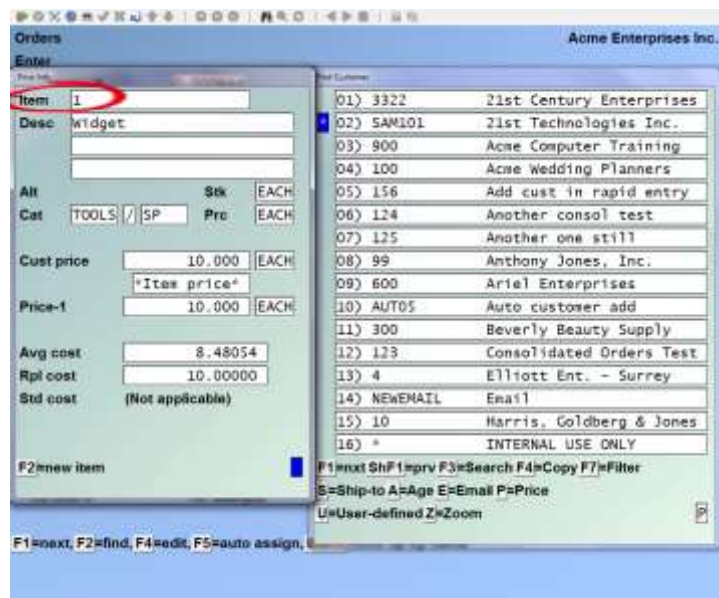 Orders
Acme Enterprises Inc.
Enter
Item 1
Desc Widget
Alt Stk EACH
Cat TOOLS / SP Prc EACH
Cust price 10.000 EACH
*Item price*
Price-1 10.000 EACH
Avg cost 8.48054
Rpl cost 10.00000
Std cost (Not applicable)
F2=new item
Customer
01) 3322 21st Century Enterprises
* 02) SAM101 21st Technologies Inc.
03) 900 Acme Computer Training
04) 100 Acme Wedding Planners
05) 156 Add cust in rapid entry
06) 124 Another consol test
07) 125 Another one still
08) 99 Anthony Jones, Inc.
09) 600 Ariel Enterprises
10) AUTO5 Auto customer add
11) 300 Beverly Beauty Supply
12) 123 Consolidated Orders Test
13) 4 Elliott Ent. - Surrey
14) NEWEMAIL Email
15) 10 Harris, Goldberg & Jones
16) * INTERNAL USE ONLY
F1=nxt ShF1=prv F3=Search F4=Copy F7=Filter
S=Ship-to A=Age E=Email P=Price
U=User-defined Z=Zoom P
F1=next, F2=find, F4=edit, F5=auto assign,